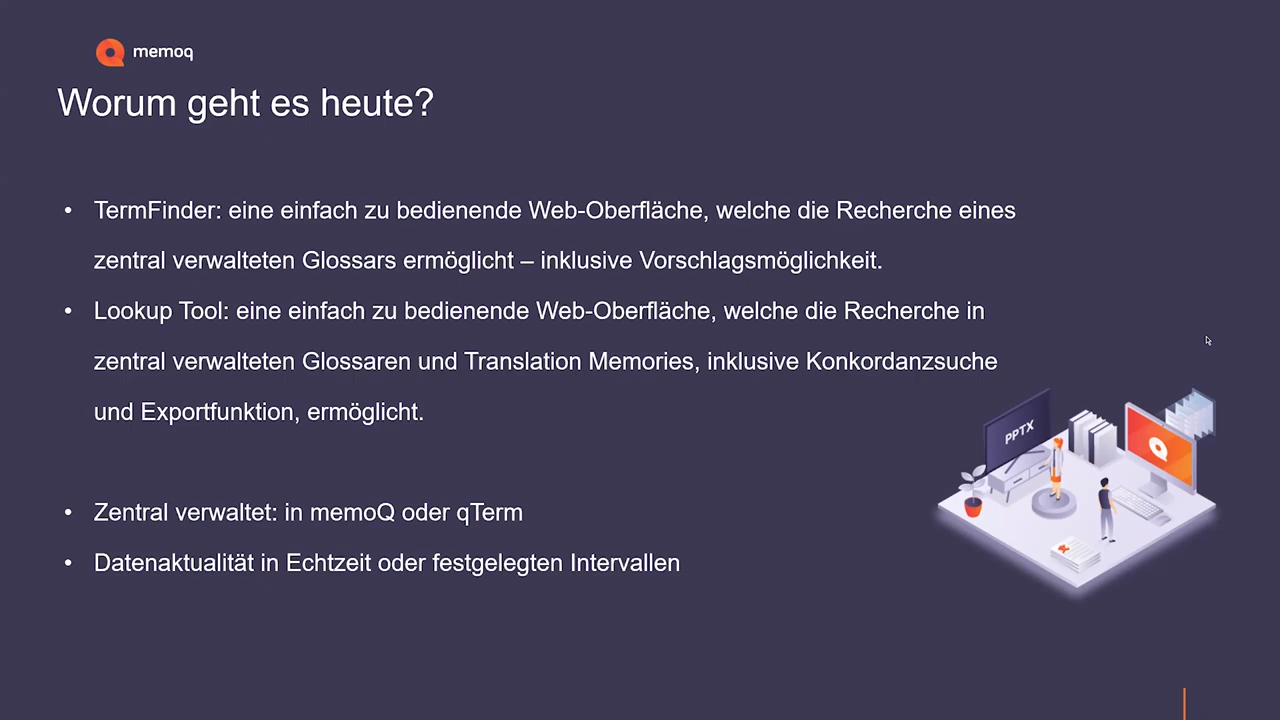 memoq
Worum geht es heute?
• TermFinder: eine einfach zu bedienende Web-Oberfläche, welche die Recherche eines
zentral verwalteten Glossars ermöglicht – inklusive Vorschlagsmöglichkeit.
• Lookup Tool: eine einfach zu bedienende Web-Oberfläche, welche die Recherche in
zentral verwalteten Glossaren und Translation Memories, inklusive Konkordanzsuche
und Exportfunktion, ermöglicht.
PPTX
• Zentral verwaltet: in memoQ oder qTerm
• Datenaktualität in Echtzeit oder festgelegten Intervallen